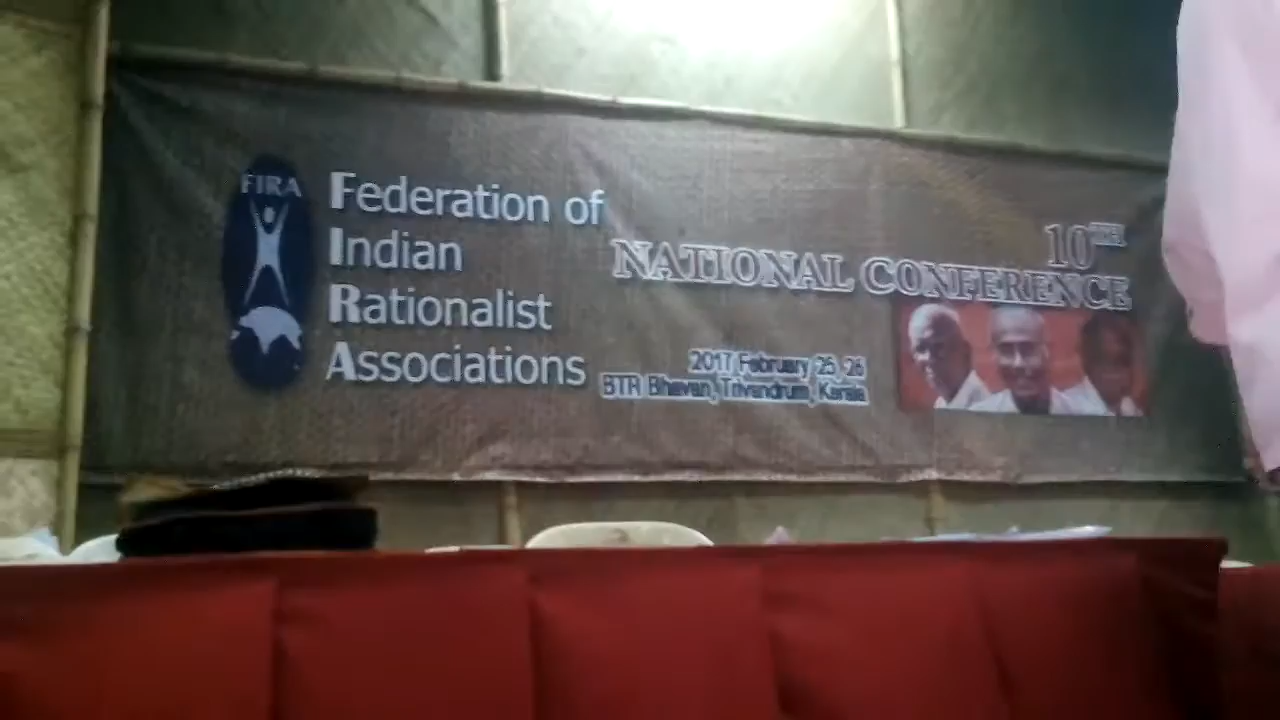 FIRA
Federation of
Indian
Rationalist
Associations
10TH
NATIONAL CONFERENCE
2017 February 25 26
BTR Bhavan, Trivandrum, Kerala